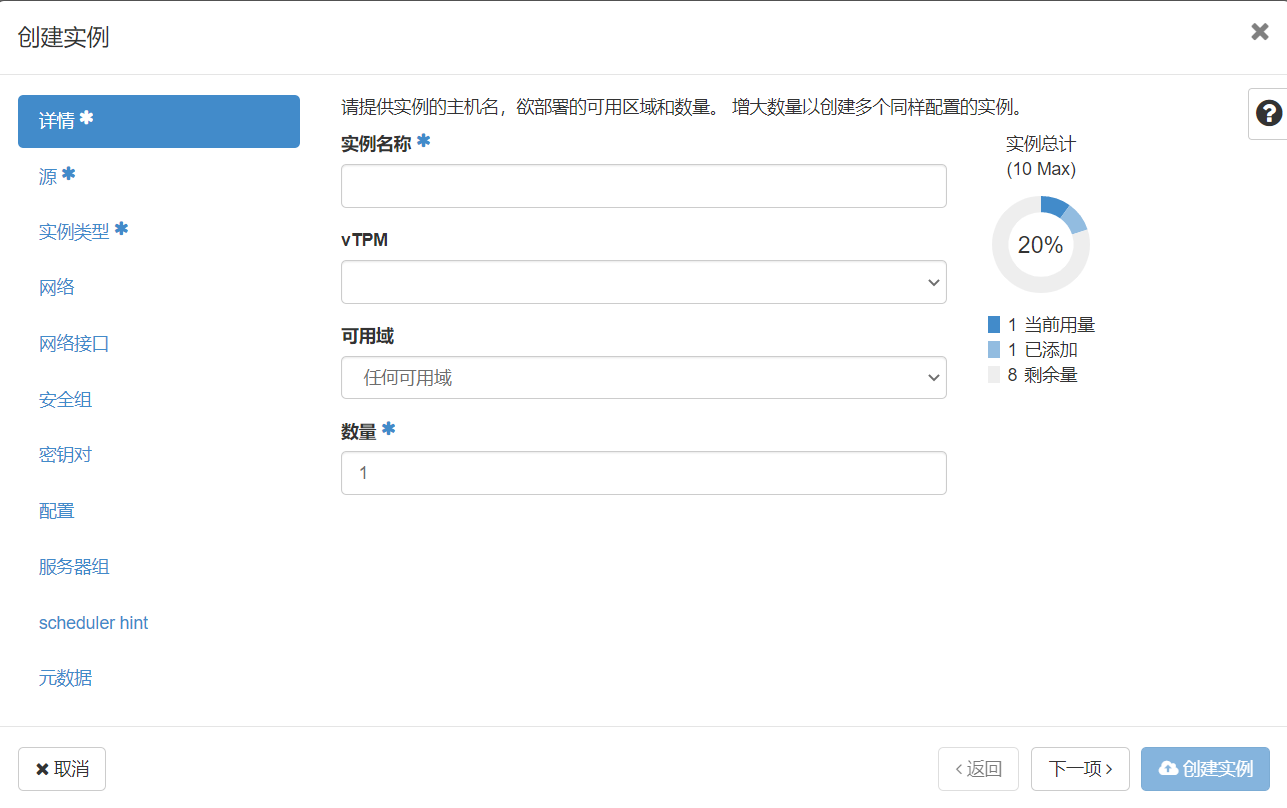 创建实例
详情
源
实例类型
网络
网络接口
安全组
密钥对
配置
服务器组
scheduler hint
元数据
请提供实例的主机名，欲部署的可用区域和数量。 增大数量以创建多个同样配置的实例。
实例名称
vTPM
可用域
任何可用域
数量
1
实例总计
(10 Max)
20%
1 当前用量
1 已添加
8 剩余量
取消
返回
下一项
创建实例